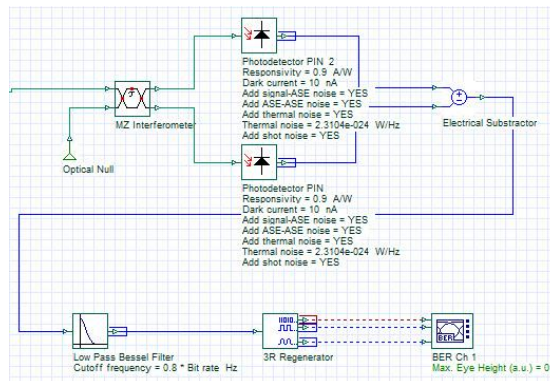 Photodetector PIN 2
Responsivity = 0.9 A/W
Dark current = 10 nA
Add signal-ASE noise = YES
Add ASE-ASE noise = YES
Add thermal noise = YES
Thermal noise = 2.3104e-024 W/Hz
Add shot noise = YES
MZ Interferometer
Electrical Substractor
Optical Null
Photodetector PIN
Responsivity = 0.9 A/W
Dark current = 10 nA
Add signal-ASE noise = YES
Add ASE-ASE noise = YES
Add thermal noise = YES
Thermal noise = 2.3104e-024 W/Hz
Add shot noise = YES
BER
Low Pass Bessel Filter
Cutoff frequency = 0.8 * Bit rate Hz
3R Regenerator
BER Ch 1
Max. Eye Height (a.u.) = 0